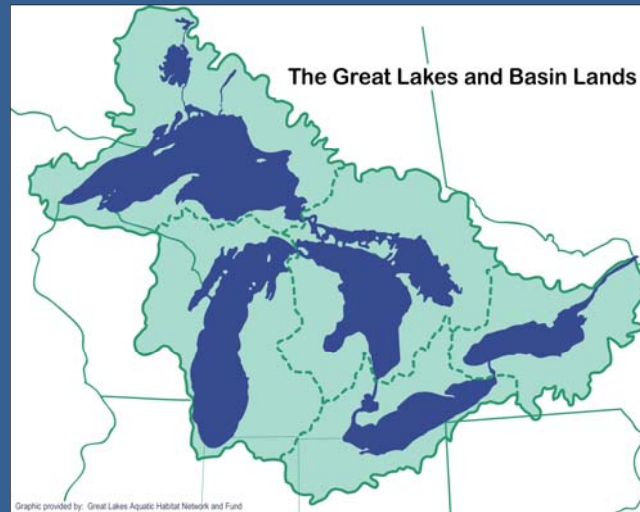 The Great Lakes and Basin Lands
Graphic provided by: Great Lakes Aquatic Habitat Network and Fund